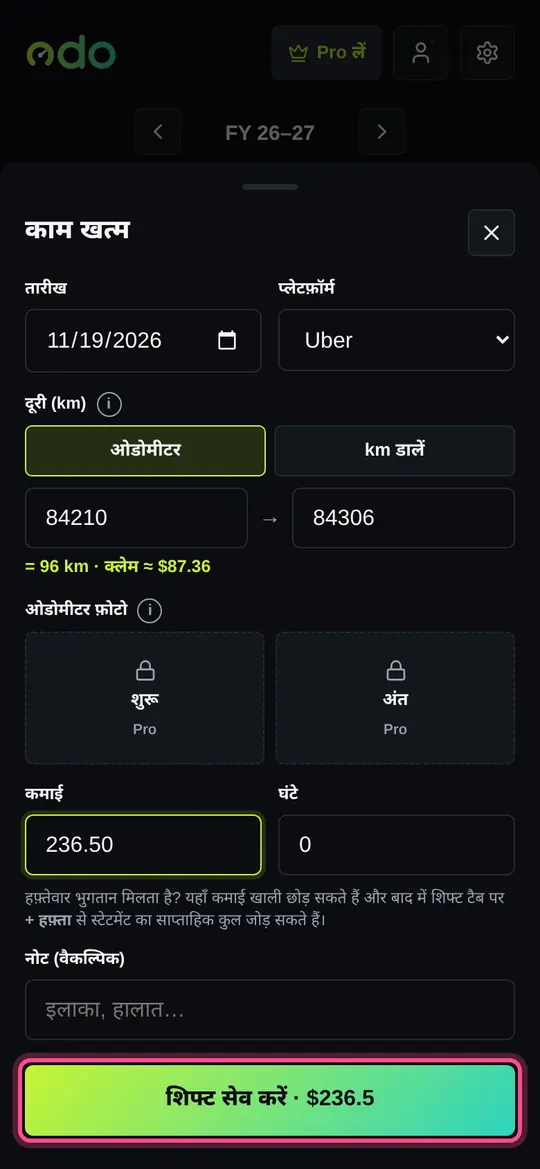 odo
Pro लें
FY 26–27
काम खत्म
तारीख
प्लेटफ़ॉर्म
11/19/2026
Uber
दूरी (km) i
ओडोमीटर
km डालें
84210 → 84306
= 96 km · क्लेम ≈ $87.36
ओडोमीटर फ़ोटो i
शुरू
Pro
अंत
Pro
कमाई
घंटे
236.50
0
हफ़्तेवार भुगतान मिलता है? यहाँ कमाई खाली छोड़ सकते हैं और बाद में शिफ्ट टैब पर
+ हफ़्ता से स्टेटमेंट का साप्ताहिक कुल जोड़ सकते हैं।
नोट (वैकल्पिक)
इलाका, हालात…
शिफ्ट सेव करें · $236.5